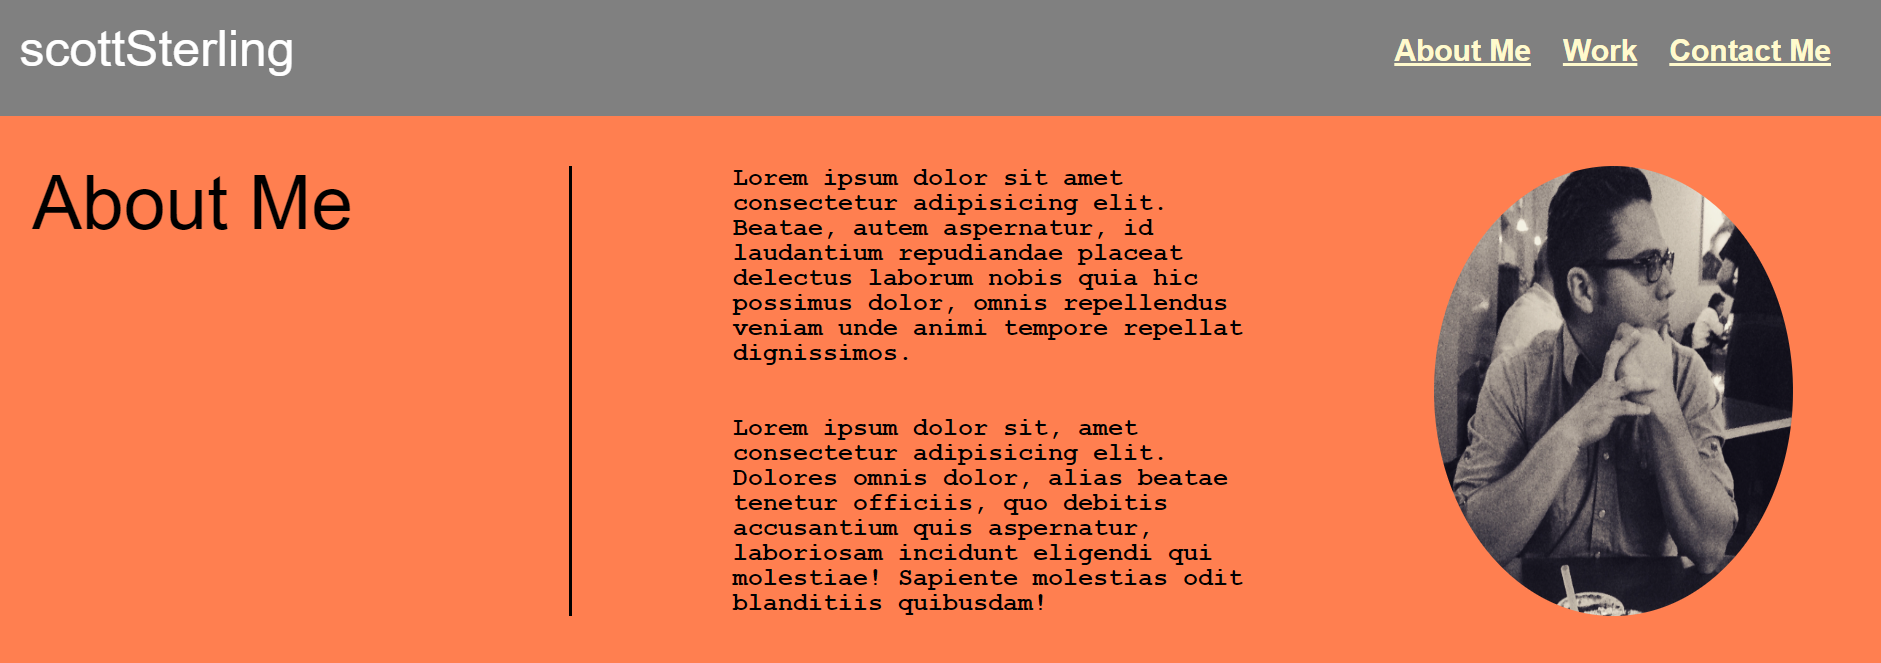 scottSterling
About Me Work Contact Me
About Me
Lorem ipsum dolor sit amet
consectetur adipisicing elit.
Beatae, autem aspernatur, id
laudantium repudiandae placeat
delectus laborum nobis quia hic
possimus dolor, omnis repellendus
veniam unde animi tempore repellat
dignissimos.
Lorem ipsum dolor sit, amet
consectetur adipisicing elit.
Dolores omnis dolor, alias beatae
tenetur officiis, quo debitis
accusantium quis aspernatur,
laboriosam incidunt eligendi qui
molestiae! Sapiente molestias odit
blanditiis quibusdam!